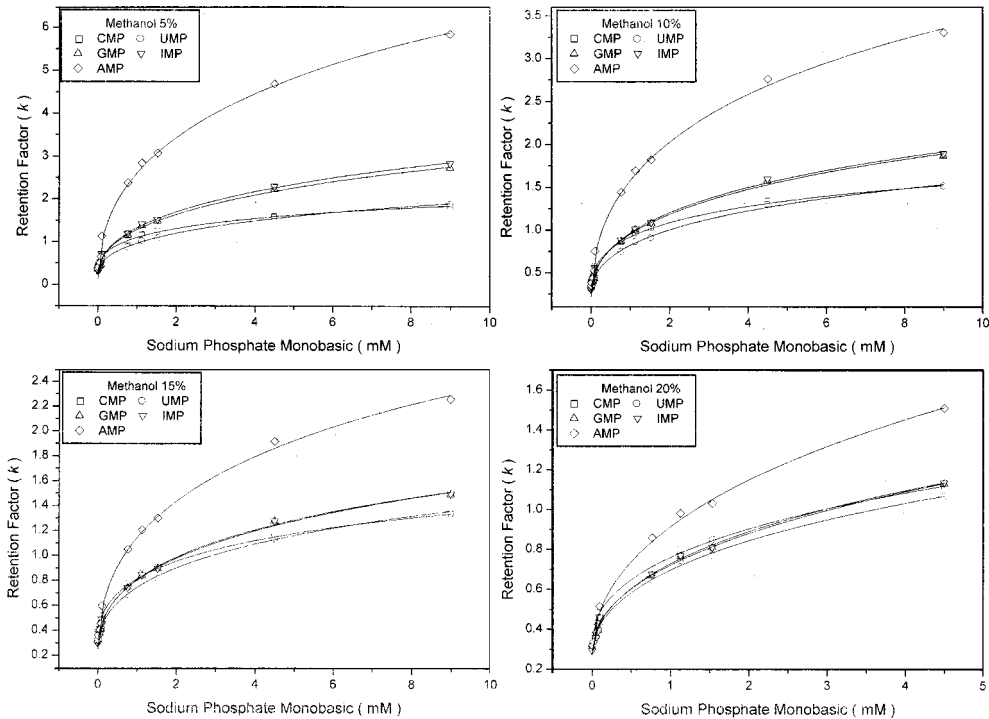 Methanol 5%
CMP UMP
GMP IMP
AMP
6
5
4
3
2
1
0
Retention Factor ( k )
0 2 4 6 8 10
Sodium Phosphate Monobasic ( mM )
Methanol 10%
CMP UMP
GMP IMP
AMP
3.5
3.0
2.5
2.0
1.5
1.0
0.5
Retention Factor ( k )
0 2 4 6 8 10
Sodium Phosphate Monobasic ( mM )
Methanol 15%
CMP UMP
GMP IMP
AMP
2.4
2.2
2.0
1.8
1.6
1.4
1.2
1.0
0.8
0.6
0.4
0.2
Retention Factor ( k )
0 2 4 6 8 10
Sodium Phosphate Monobasic ( mM )
Methanol 20%
CMP UMP
GMP IMP
AMP
1.6
1.4
1.2
1.0
0.8
0.6
0.4
0.2
Retention Factor ( k )
0 1 2 3 4 5
Sodium Phosphate Monobasic ( mM )